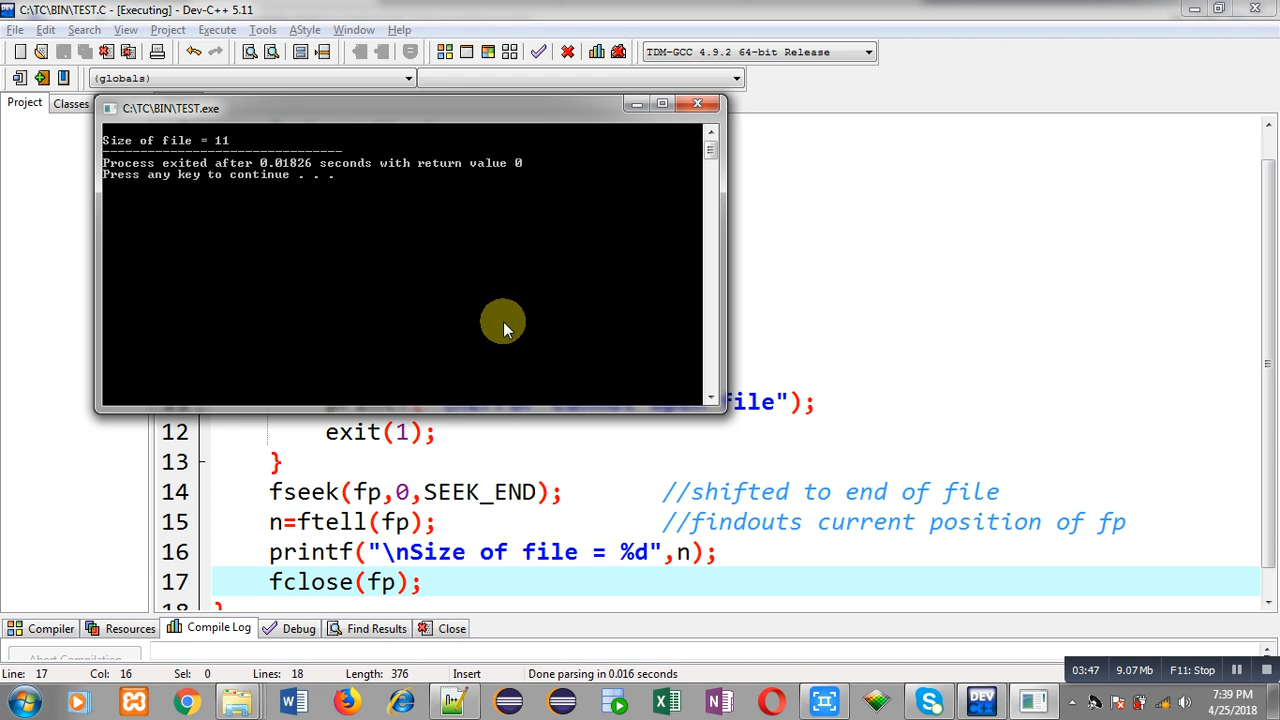 C:\TC\BIN\TEST.C - [Executing] - Dev-C++ 5.11
File Edit Search View Project Execute Tools AStyle Window Help
TDM-GCC 4.9.2 64-bit Release
(globals)
Project Classes
C:\TC\BIN\TEST.exe
Size of file = 11
--------------------------------
Process exited after 0.01826 seconds with return value 0
Press any key to continue . . .
file");
12 exit(1);
13 }
14 fseek(fp,0,SEEK_END); //shifted to end of file
15 n=ftell(fp); //findouts current position of fp
16 printf("\nSize of file = %d",n);
17 fclose(fp);
18 }
Compiler Resources Compile Log Debug Find Results Close
Abort Compilation
Line: 17 Col: 16 Sel: 0 Lines: 18 Length: 376 Insert Done parsing in 0.016 seconds
03:47 9.07 Mb F11: Stop
DEV
7:39 PM
4/25/2018